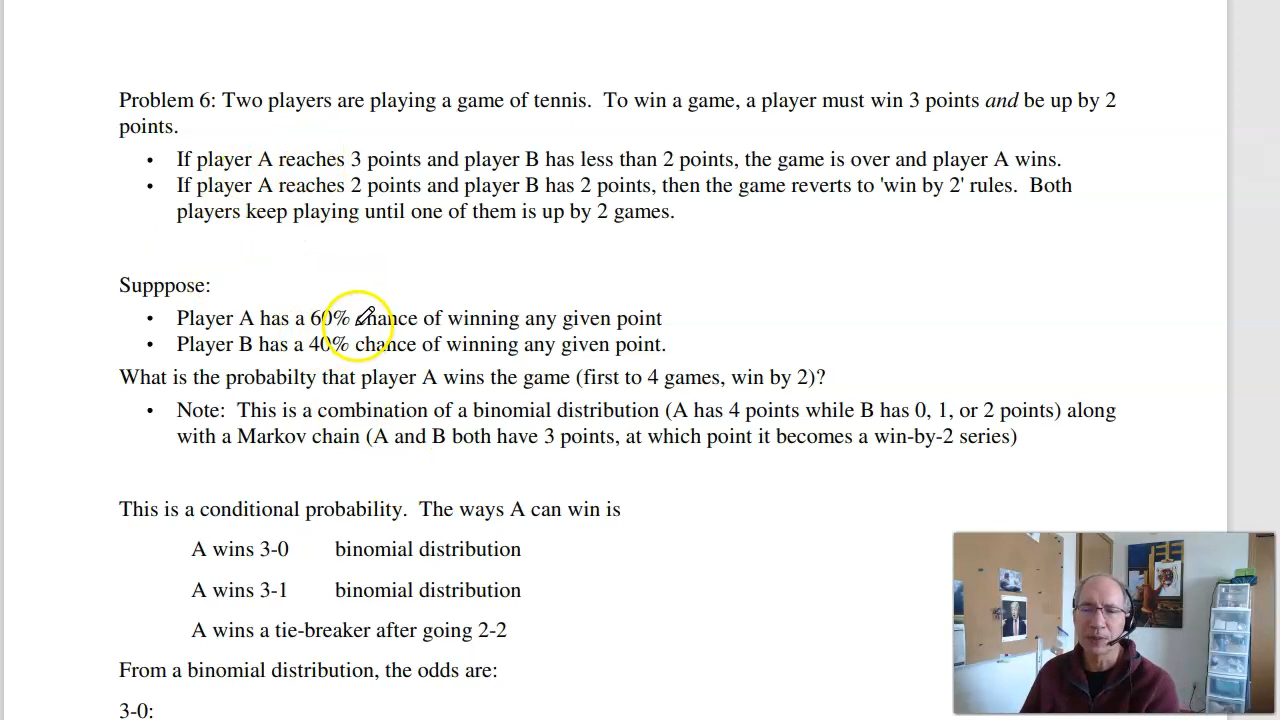 Problem 6: Two players are playing a game of tennis. To win a game, a player must win 3 points and be up by 2
points.
• If player A reaches 3 points and player B has less than 2 points, the game is over and player A wins.
• If player A reaches 2 points and player B has 2 points, then the game reverts to 'win by 2' rules. Both
players keep playing until one of them is up by 2 games.
Supppose:
• Player A has a 60% chance of winning any given point
• Player B has a 40% chance of winning any given point.
What is the probabilty that player A wins the game (first to 4 games, win by 2)?
• Note: This is a combination of a binomial distribution (A has 4 points while B has 0, 1, or 2 points) along
with a Markov chain (A and B both have 3 points, at which point it becomes a win-by-2 series)
This is a conditional probability. The ways A can win is
A wins 3-0 binomial distribution
A wins 3-1 binomial distribution
A wins a tie-breaker after going 2-2
From a binomial distribution, the odds are:
3-0: